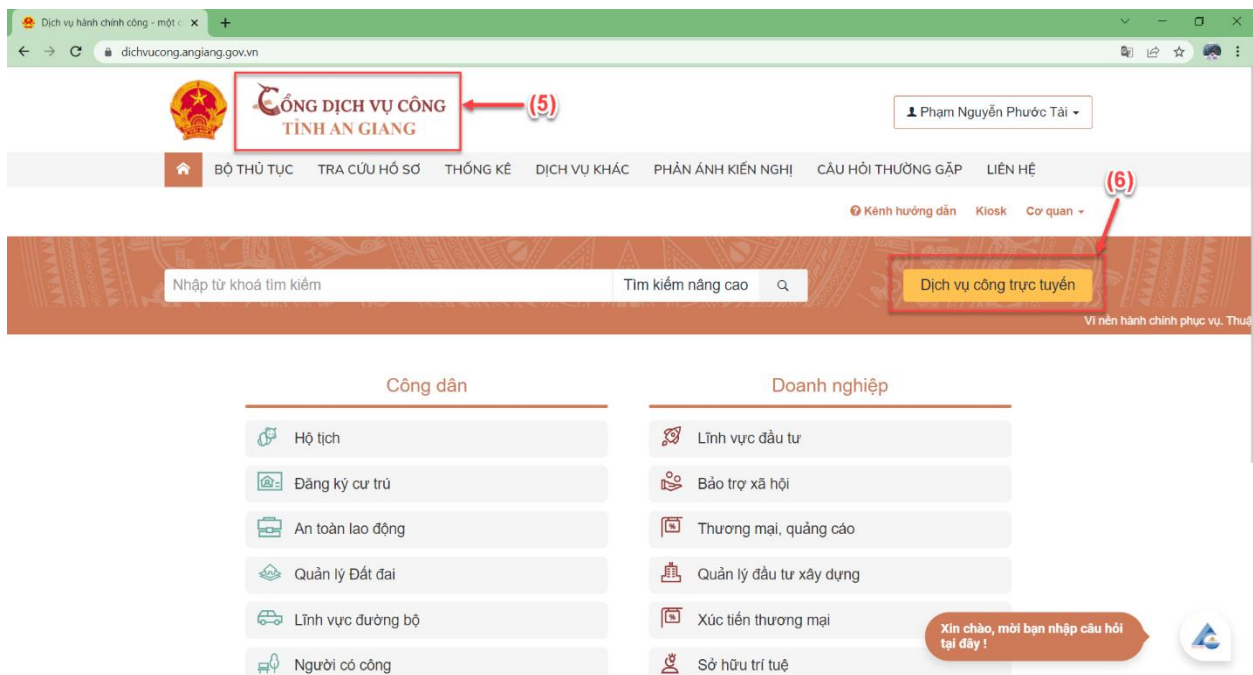 Dịch vụ hành chính công - một c
dichvucong.angiang.gov.vn
CỔNG DỊCH VỤ CÔNG
TỈNH AN GIANG
(5)
Phạm Nguyễn Phước Tài
BỘ THỦ TỤC TRA CỨU HỒ SƠ THỐNG KÊ DỊCH VỤ KHÁC PHẢN ÁNH KIẾN NGHỊ CÂU HỎI THƯỜNG GẶP LIÊN HỆ
(6)
Kênh hướng dẫn Kiosk Cơ quan
Nhập từ khoá tìm kiếm Tìm kiếm nâng cao Dịch vụ công trực tuyến
Vì nền hành chính phục vụ. Thuậ
Công dân Doanh nghiệp
Hộ tịch Lĩnh vực đầu tư
Đăng ký cư trú Bảo trợ xã hội
An toàn lao động Thương mại, quảng cáo
Quản lý Đất đai Quản lý đầu tư xây dựng
Lĩnh vực đường bộ Xúc tiến thương mại
Người có công Sở hữu trí tuệ
Xin chào, mời bạn nhập câu hỏi
tại đây !